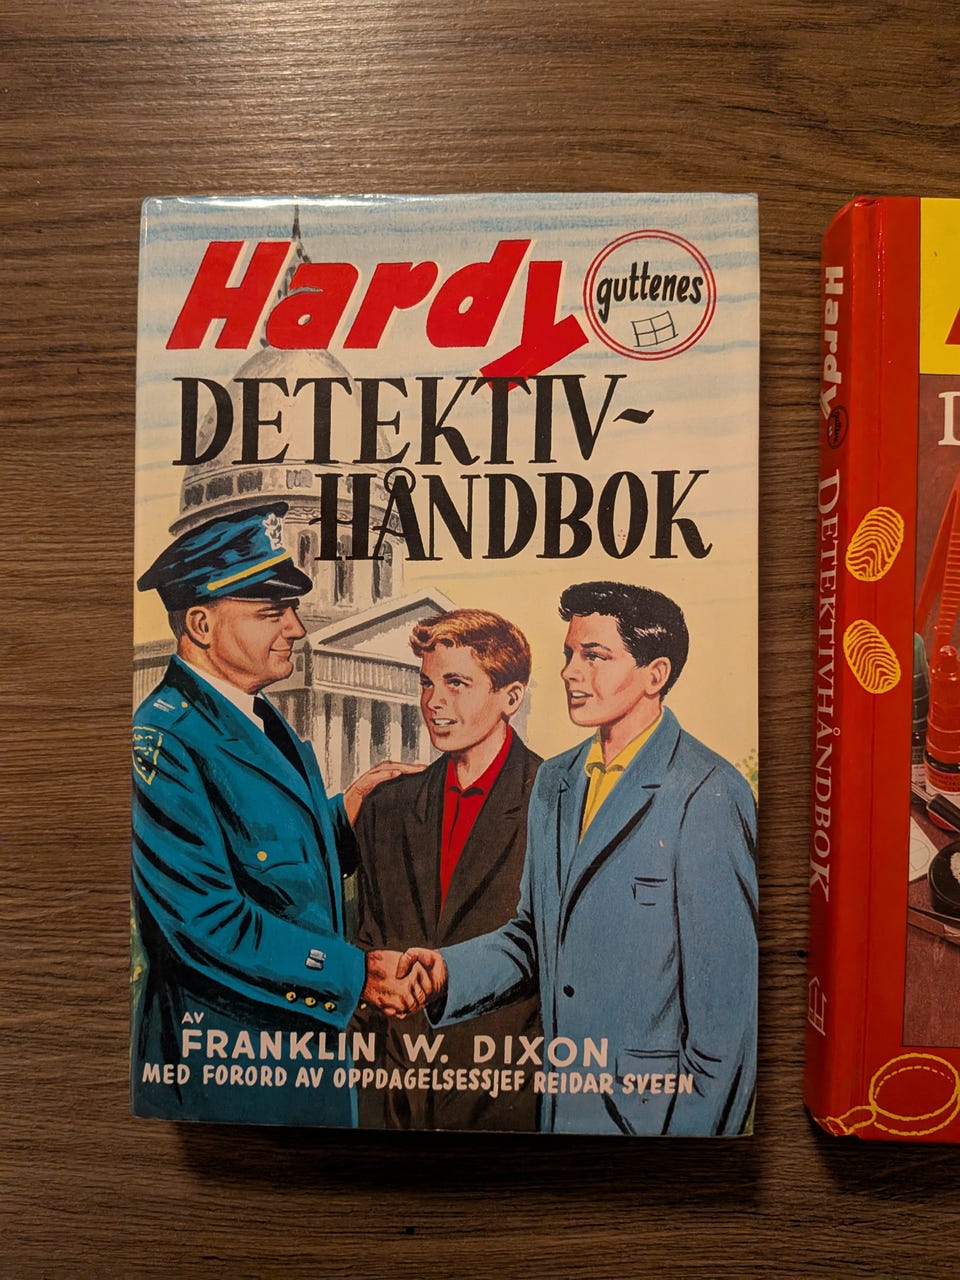 Hardy
guttenes
DETEKTIV-
HÅNDBOK
AV
FRANKLIN W. DIXON
MED FORORD AV OPPDAGELSESSJEF REIDAR SVEEN
Hardy
DETEKTIVHÅNDBOK
D